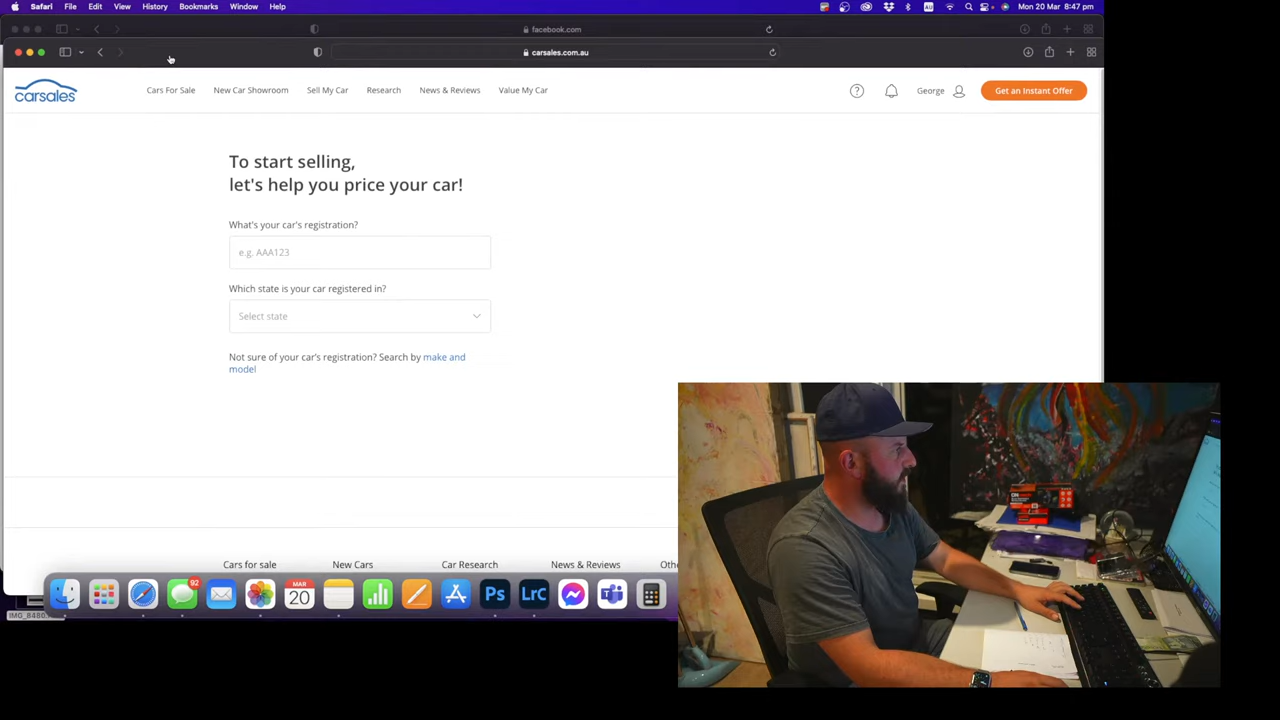 Safari File Edit View History Bookmarks Window Help
AU
Mon 20 Mar 8:47 pm
facebook.com
carsales.com.au
carsales
Cars For Sale New Car Showroom Sell My Car Research News & Reviews Value My Car
George
Get an Instant Offer
To start selling,
let's help you price your car!
What's your car's registration?
e.g. AAA123
Which state is your car registered in?
Select state
Not sure of your car's registration? Search by make and
model
Cars for sale New Cars Car Research News & Reviews
92
MAR
20
Ps
LrC